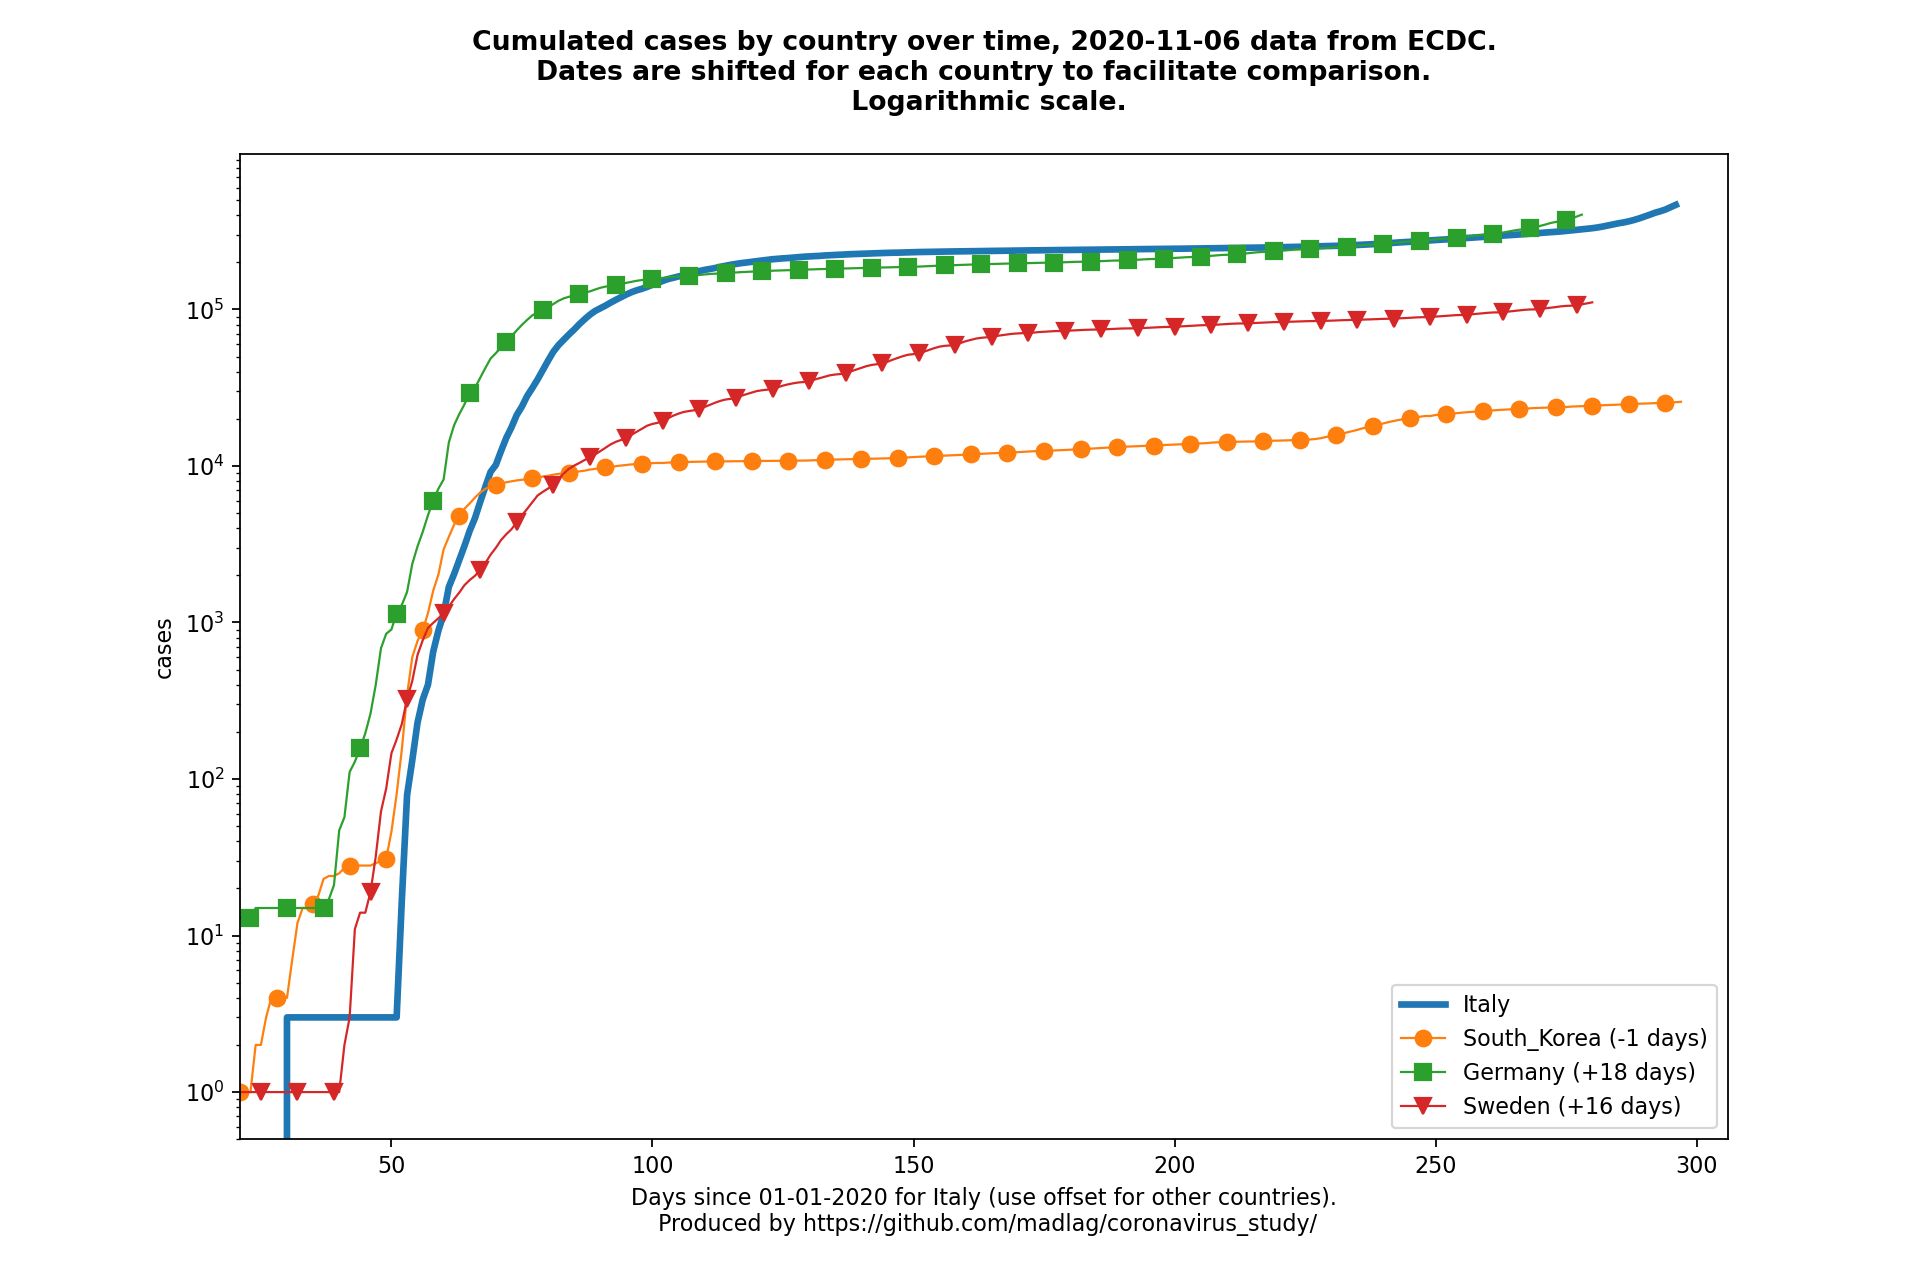 Cumulated cases by country over time, 2020-11-06 data from ECDC.
Dates are shifted for each country to facilitate comparison.
Logarithmic scale.
10^5
10^4
10^3
10^2
10^1
10^0
cases
Italy
South_Korea (-1 days)
Germany (+18 days)
Sweden (+16 days)
50 100 150 200 250 300
Days since 01-01-2020 for Italy (use offset for other countries).
Produced by https://github.com/madlag/coronavirus_study/